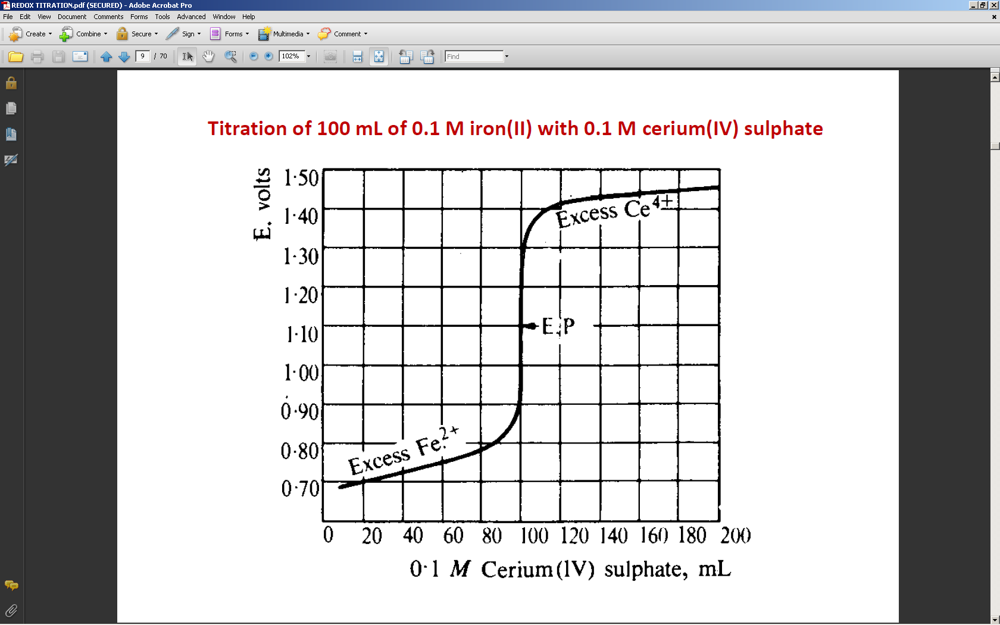 REDOX TITRATION.pdf (SECURED) - Adobe Acrobat Pro
File Edit View Document Comments Forms Tools Advanced Window Help
Create Combine Secure Sign Forms Multimedia Comment
9 / 70 102% Find
Titration of 100 mL of 0.1 M iron(II) with 0.1 M cerium(IV) sulphate
E. volts
1·50
1·40
1·30
1·20
1·10
1·00
0·90
0·80
0·70
Excess Ce4+
E.P
Excess Fe.2+
0 20 40 60 80 100 120 140 160 180 200
0·1 M Cerium(IV) sulphate, mL